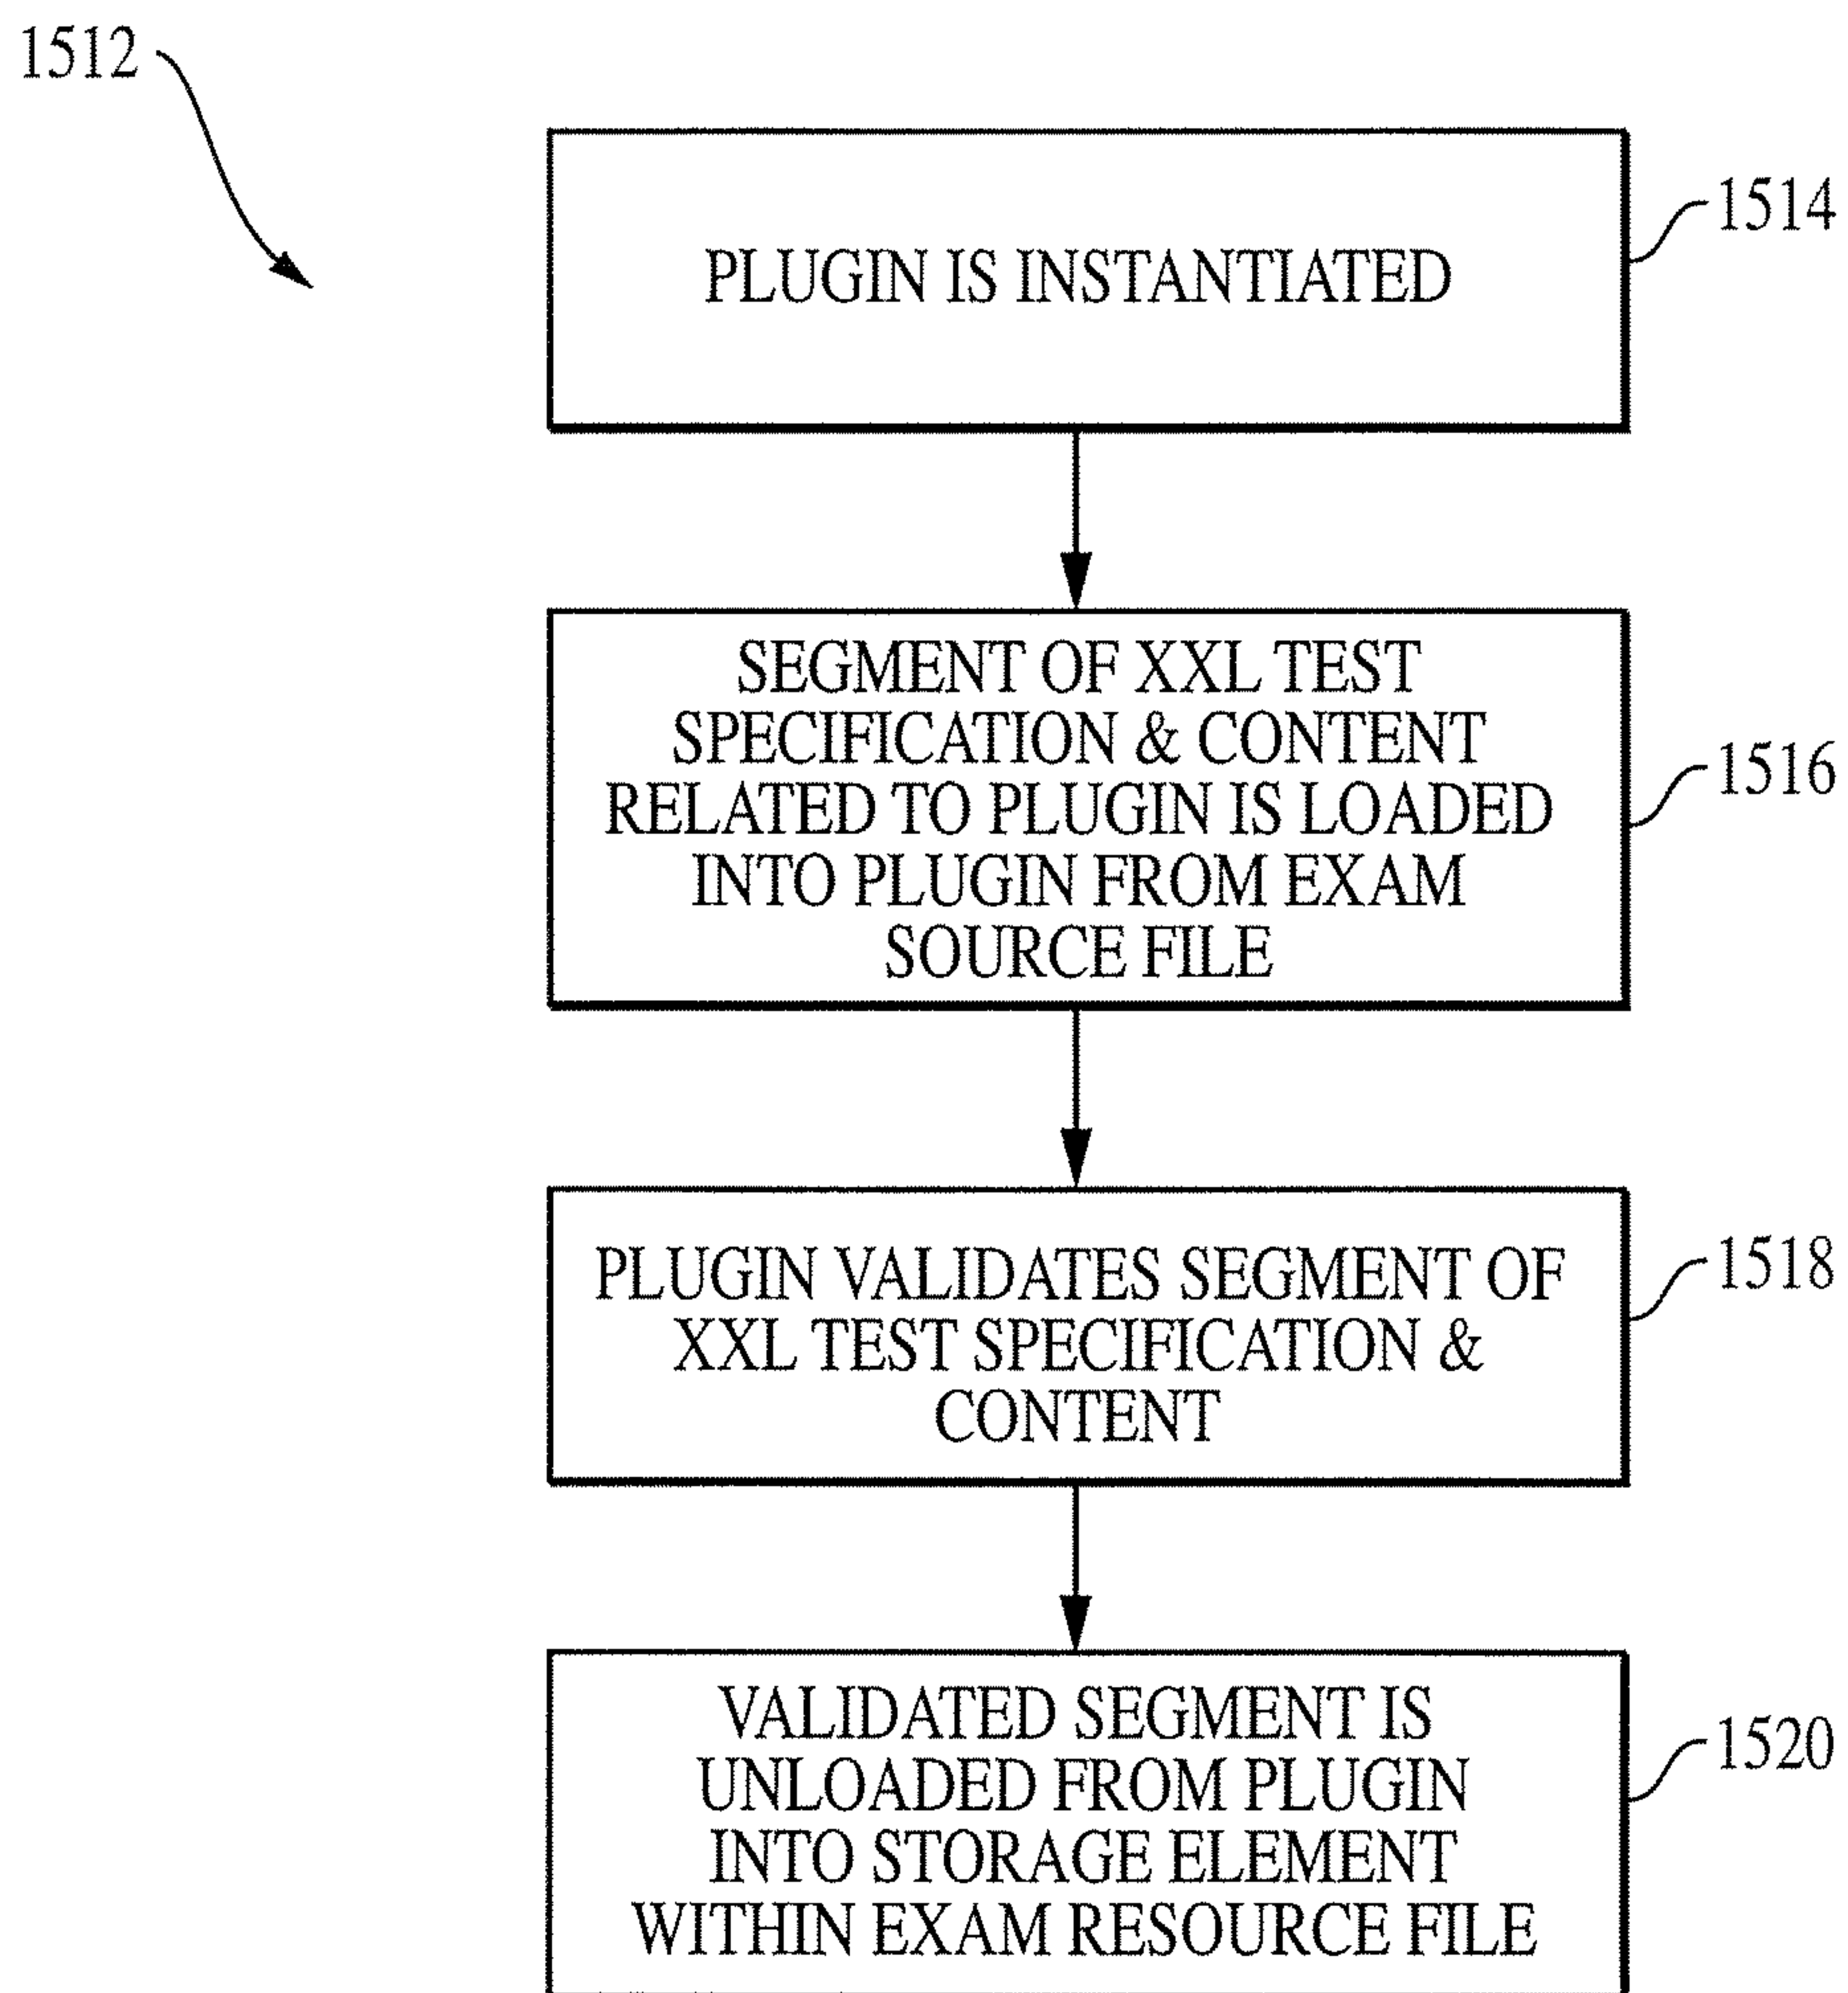 1512
1514
PLUGIN IS INSTANTIATED
SEGMENT OF XXL TEST
SPECIFICATION & CONTENT
1516
RELATED TO PLUGIN IS LOADED
INTO PLUGIN FROM EXAM
SOURCE FILE
1518
PLUGIN VALIDATES SEGMENT OF
XXL TEST SPECIFICATION &
CONTENT
VALIDATED SEGMENT IS
1520
UNLOADED FROM PLUGIN
INTO STORAGE ELEMENT
WITHIN EXAM RESOURCE FILE